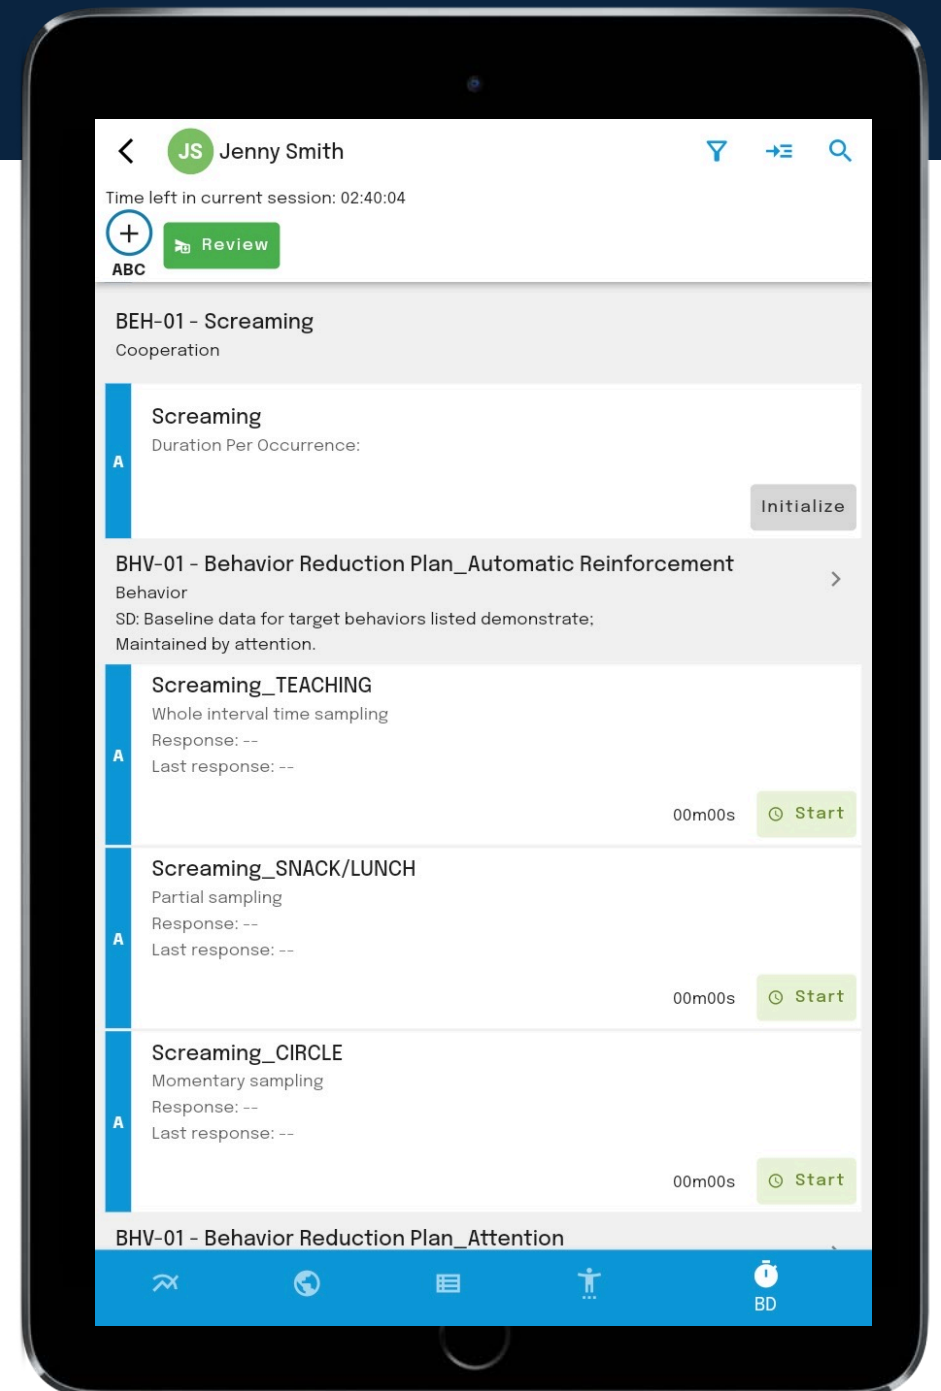 JS Jenny Smith
Time left in current session: 02:40:04
+
ABC
Review
BEH-01 - Screaming
Cooperation
A
Screaming
Duration Per Occurrence:
Initialize
BHV-01 - Behavior Reduction Plan_Automatic Reinforcement
Behavior
SD: Baseline data for target behaviors listed demonstrate;
Maintained by attention.
A
Screaming_TEACHING
Whole interval time sampling
Response: --
Last response: --
00m00s Start
A
Screaming_SNACK/LUNCH
Partial sampling
Response: --
Last response: --
00m00s Start
A
Screaming_CIRCLE
Momentary sampling
Response: --
Last response: --
00m00s Start
BHV-01 - Behavior Reduction Plan_Attention
BD